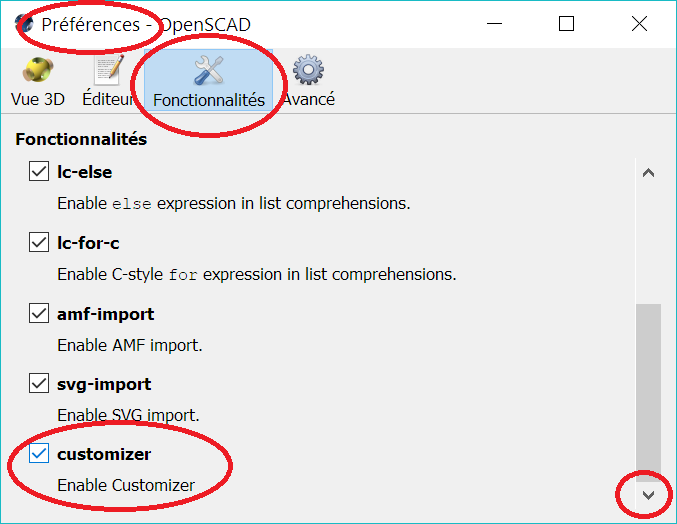 Préférences - OpenSCAD
Vue 3D Éditeur Fonctionnalités Avancé
Fonctionnalités
lc-else
Enable else expression in list comprehensions.
lc-for-c
Enable C-style for expression in list comprehensions.
amf-import
Enable AMF import.
svg-import
Enable SVG import.
customizer
Enable Customizer